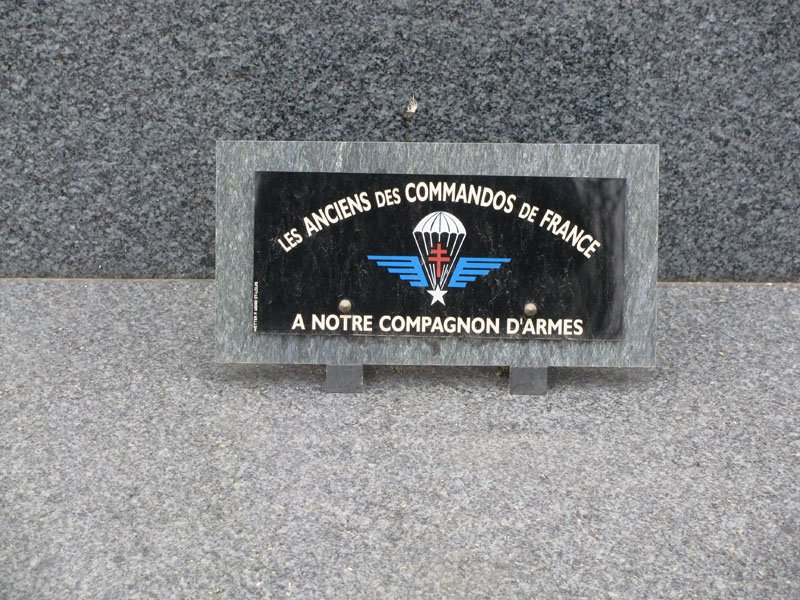 LES ANCIENS DES COMMANDOS DE FRANCE
A NOTRE COMPAGNON D'ARMES